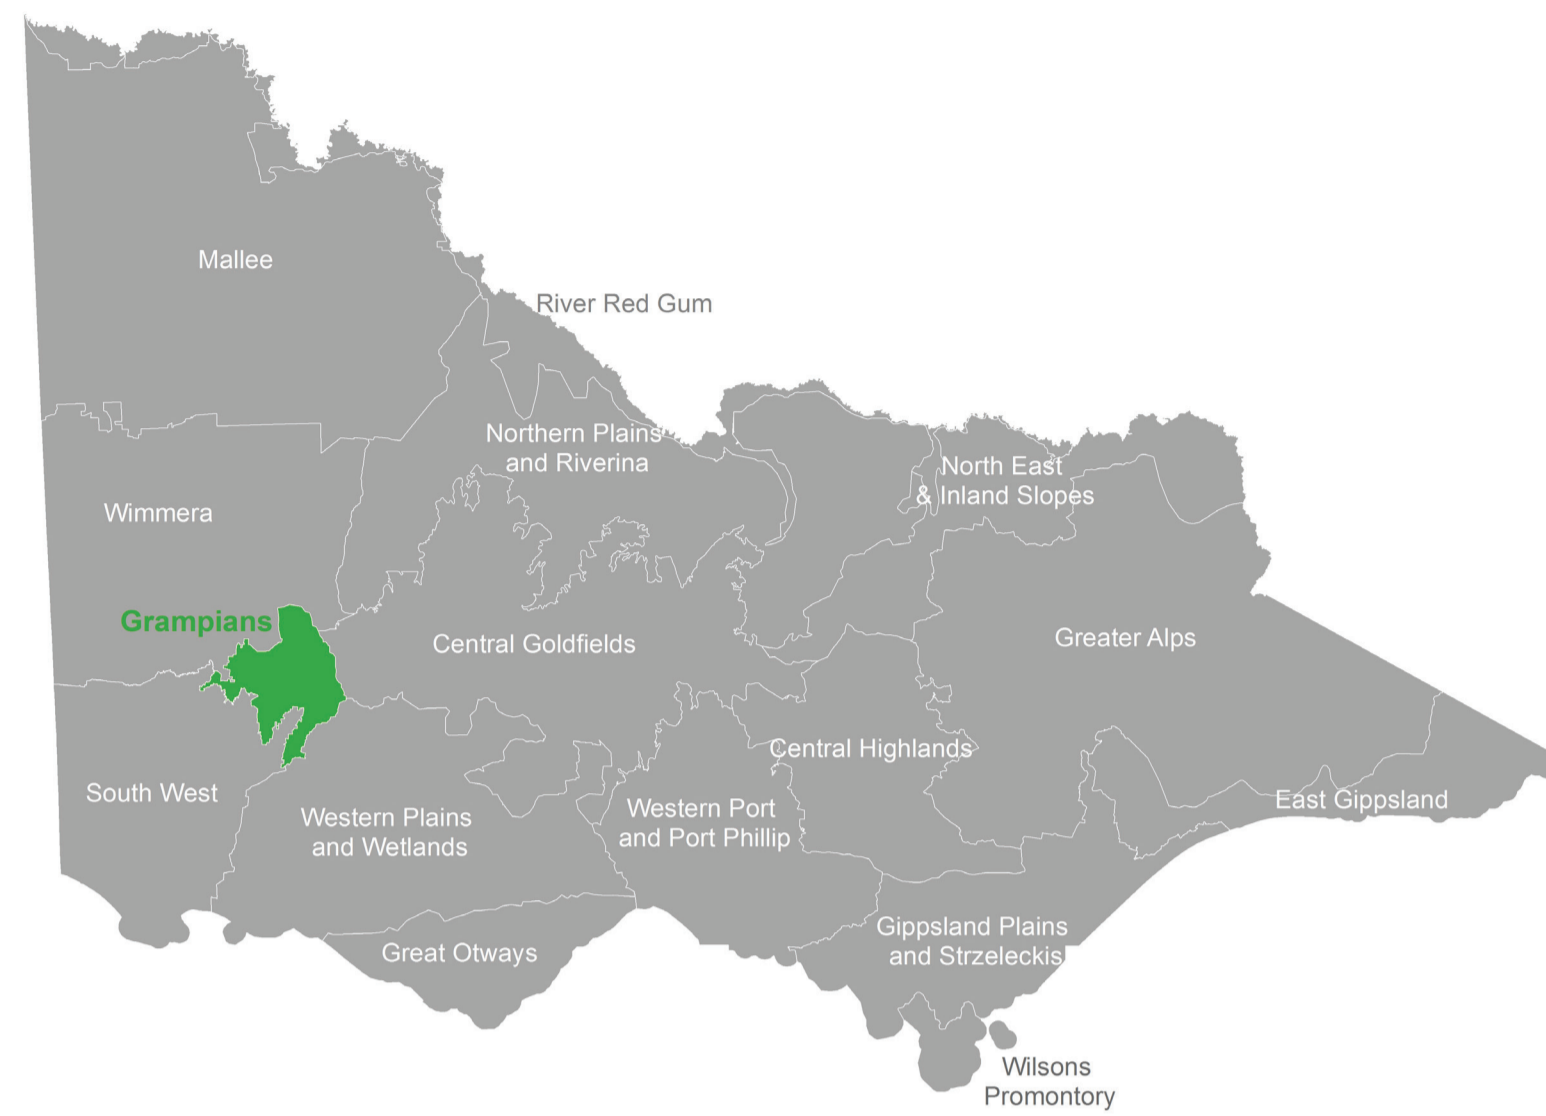 Mallee
River Red Gum
Northern Plains
and Riverina
North East
& Inland Slopes
Wimmera
Grampians
Central Goldfields
Greater Alps
Central Highlands
South West
Western Plains
and Wetlands
Western Port
and Port Phillip
East Gippsland
Great Otways
Gippsland Plains
and Strzeleckis
Wilsons
Promontory